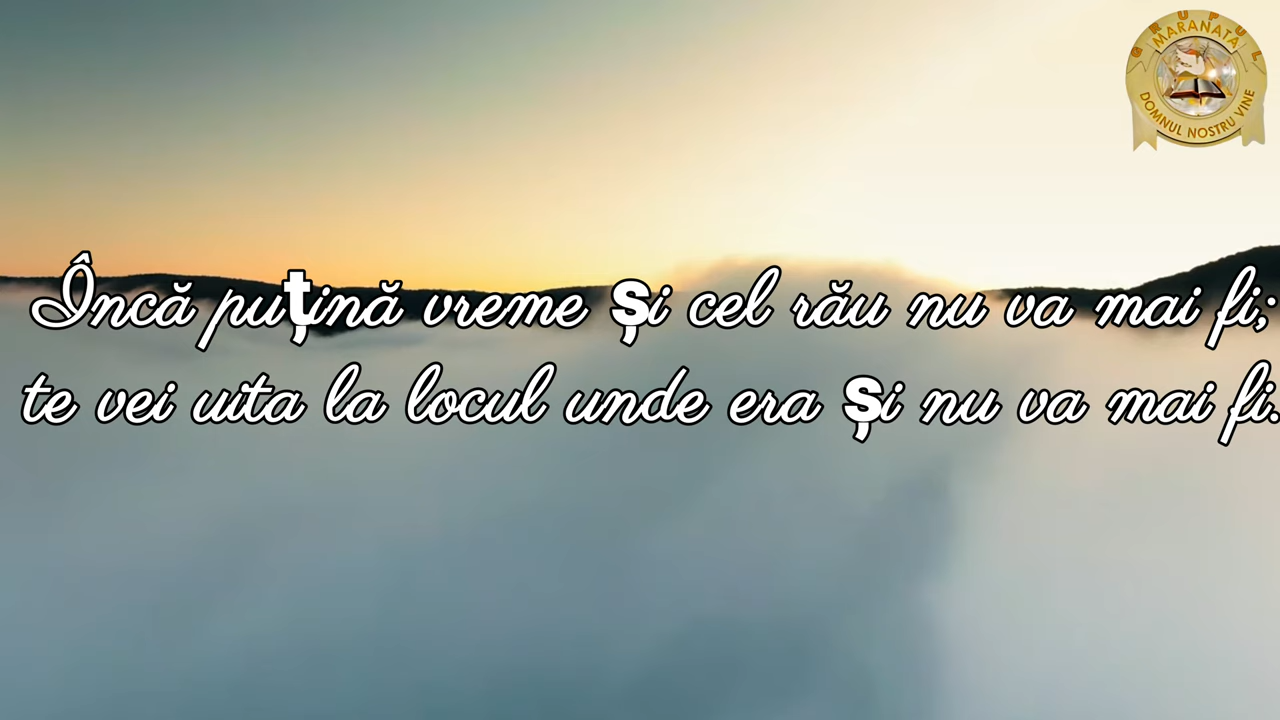 GRUPUL
MARANATA
DOMNUL NOSTRU VINE
Încă puțină vreme și cel rău nu va mai fi;
te vei uita la locul unde era și nu va mai fi.